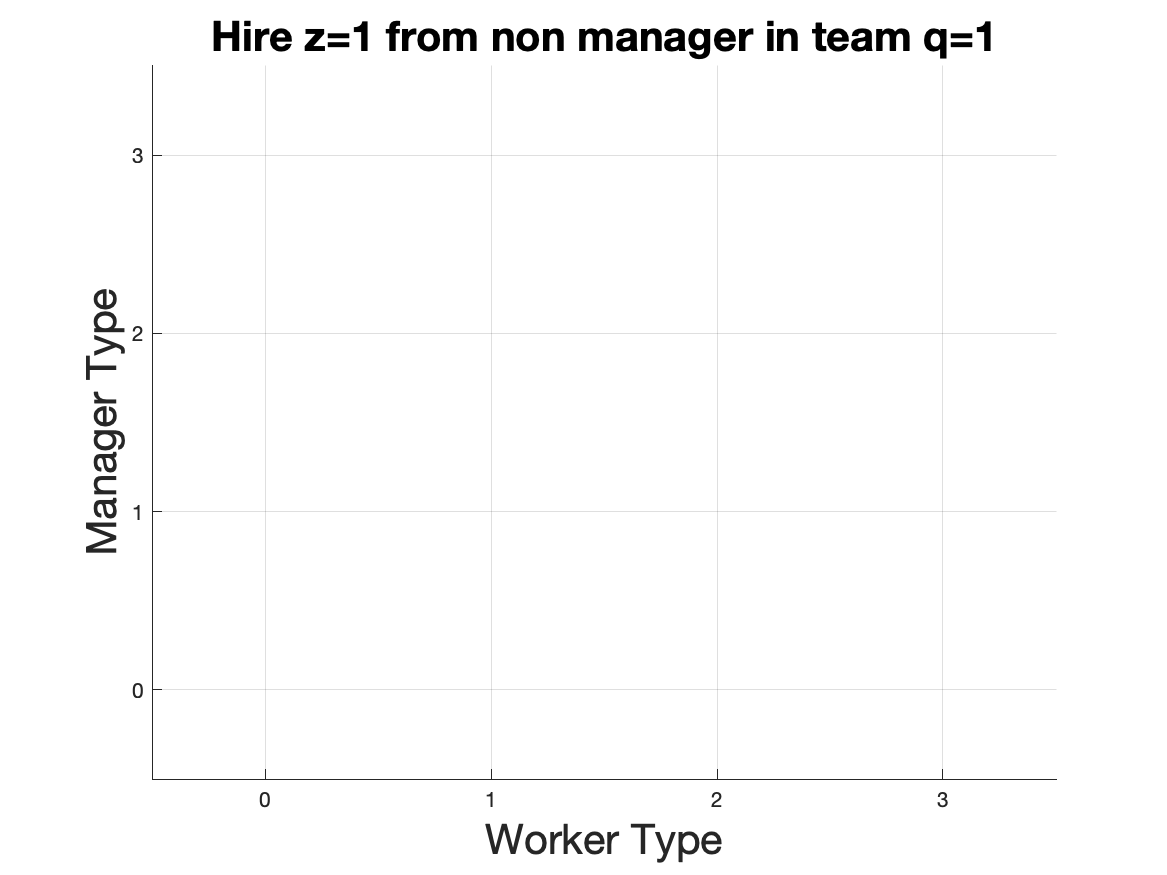 Hire z=1 from non manager in team q=1
3
2
1
0
Manager Type
0 1 2 3
Worker Type